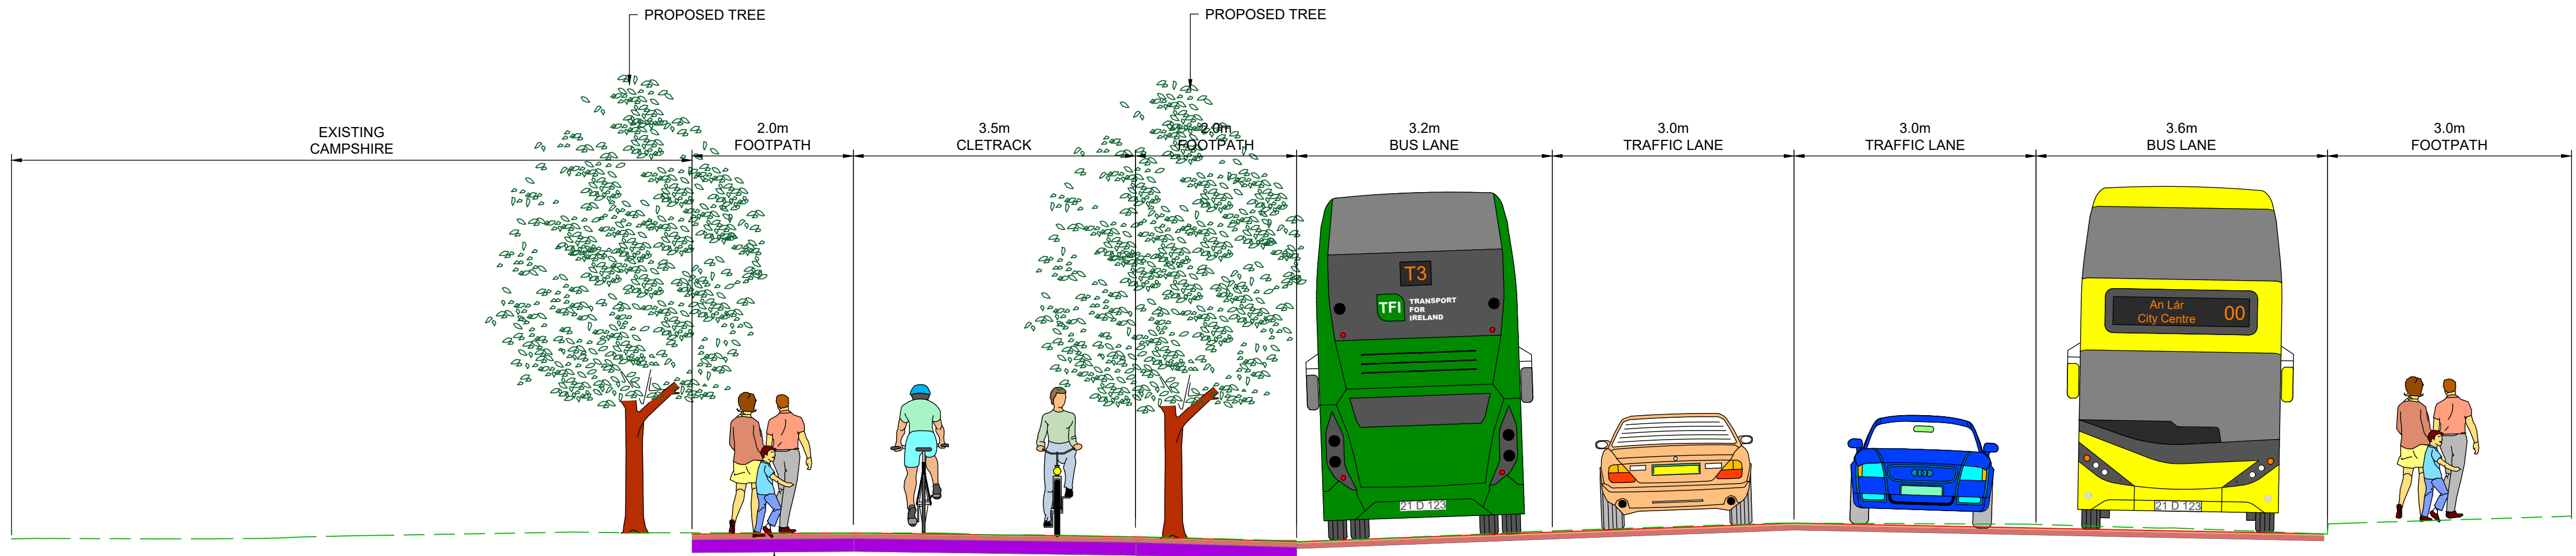 PROPOSED TREE
PROPOSED TREE
EXISTING
CAMPSHIRE
2.0m
FOOTPATH
3.5m
CLETRACK
2.0m
FOOTPATH
3.2m
BUS LANE
3.0m
TRAFFIC LANE
3.0m
TRAFFIC LANE
3.6m
BUS LANE
3.0m
FOOTPATH
T3
TFI
TRANSPORT
FOR
IRELAND
21 D 123
An Lár
City Centre
00
21 D 123